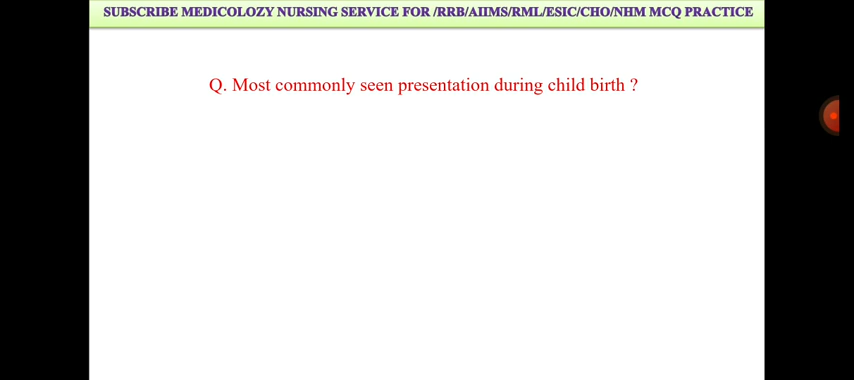 SUBSCRIBE MEDICOLOZY NURSING SERVICE FOR /RRB/AIIMS/RML/ESIC/CHO/NHM MCQ PRACTICE
Q. Most commonly seen presentation during child birth ?